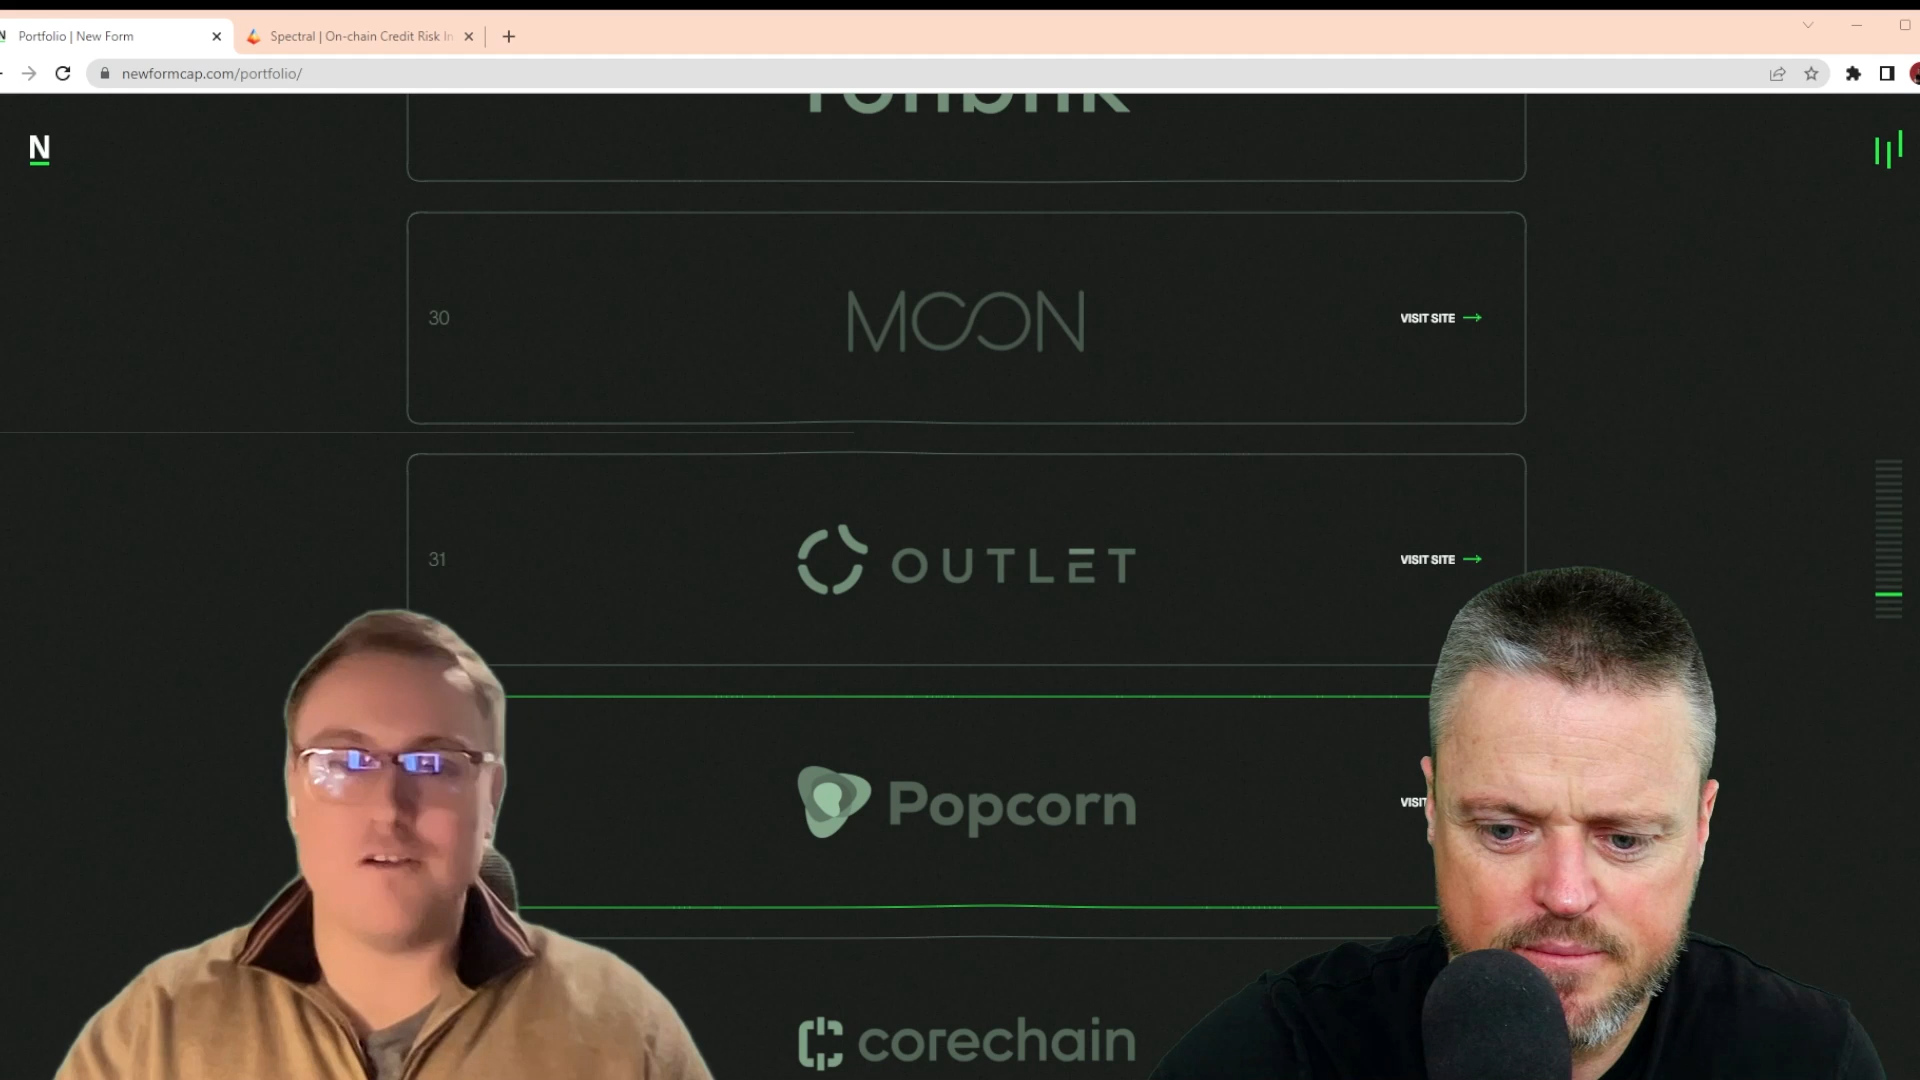 Portfolio | New Form
Spectral | On-chain Credit Risk In
newformcap.com/portfolio/
N
30
MOON
VISIT SITE
31
OUTLET
VISIT SITE
Popcorn
VISIT
corechain